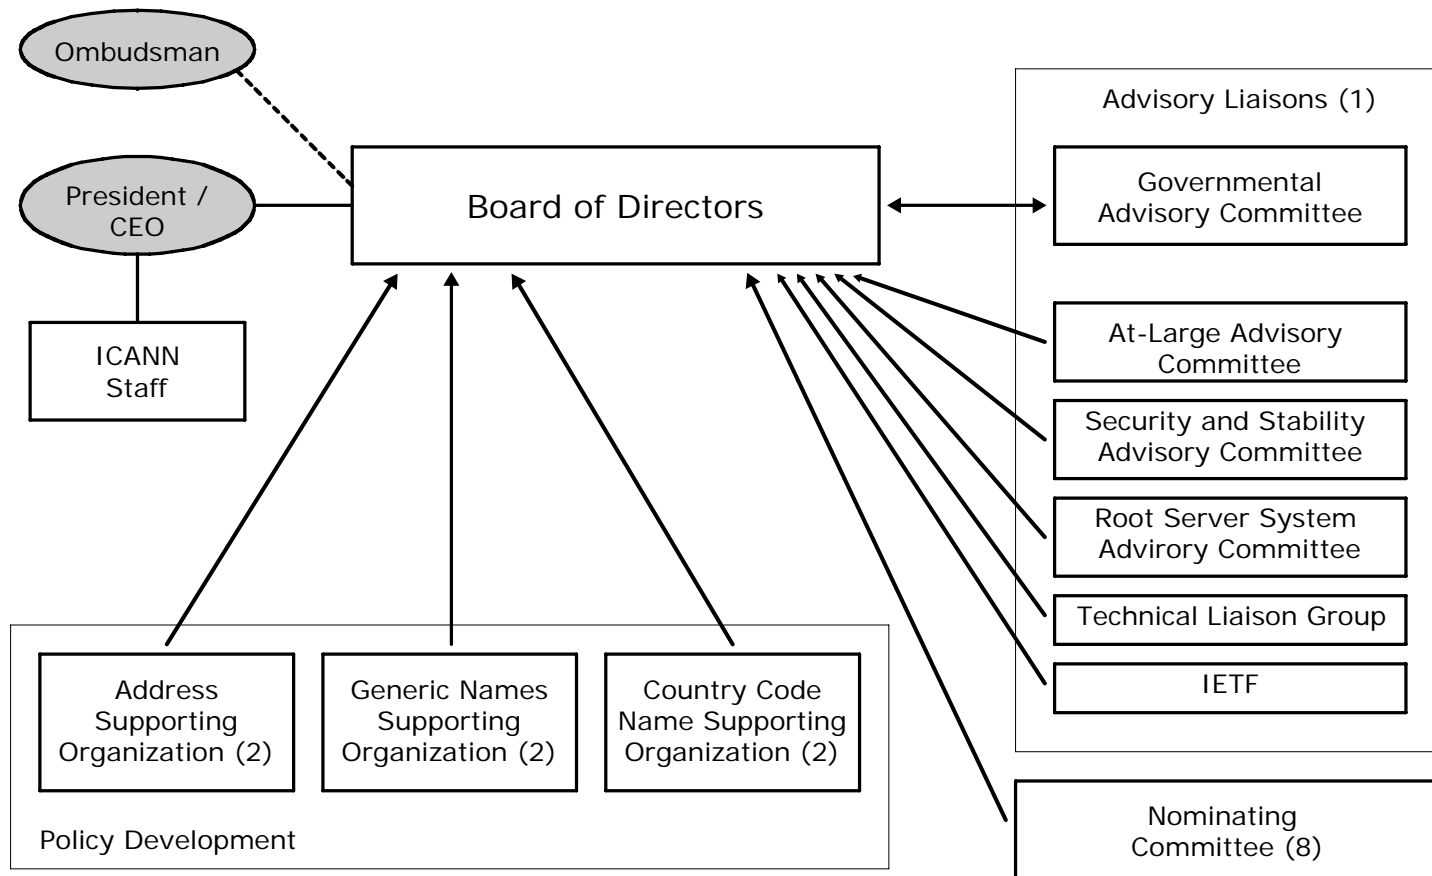 Ombudsman
President /
CEO
ICANN
Staff
Board of Directors
Advisory Liaisons (1)
Governmental
Advisory Committee
At-Large Advisory
Committee
Security and Stability
Advisory Committee
Root Server System
Advirory Committee
Technical Liaison Group
IETF
Address
Supporting
Organization (2)
Generic Names
Supporting
Organization (2)
Country Code
Name Supporting
Organization (2)
Policy Development
Nominating
Committee (8)